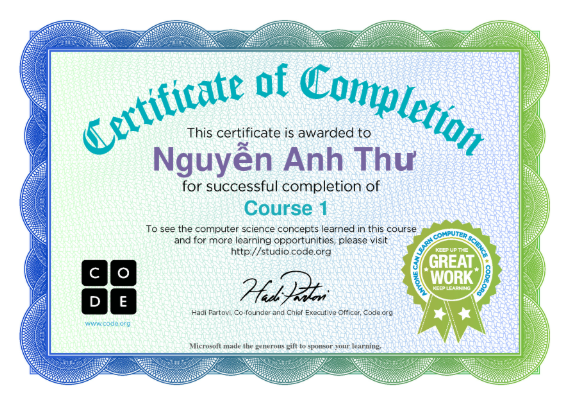 Certificate of Completion
This certificate is awarded to
Nguyễn Anh Thư
for successful completion of
Course 1
To see the computer science concepts learned in this course
and for more learning opportunities, please visit
http://studio.code.org
C O
D E
www.code.org
Hadi Partovi
Hadi Partovi, Co-founder and Chief Executive Officer, Code.org
ANYONE CAN LEARN COMPUTER SCIENCE • CODE.ORG
KEEP UP THE
GREAT
WORK
KEEP LEARNING
Microsoft made the generous gift to sponsor your learning.